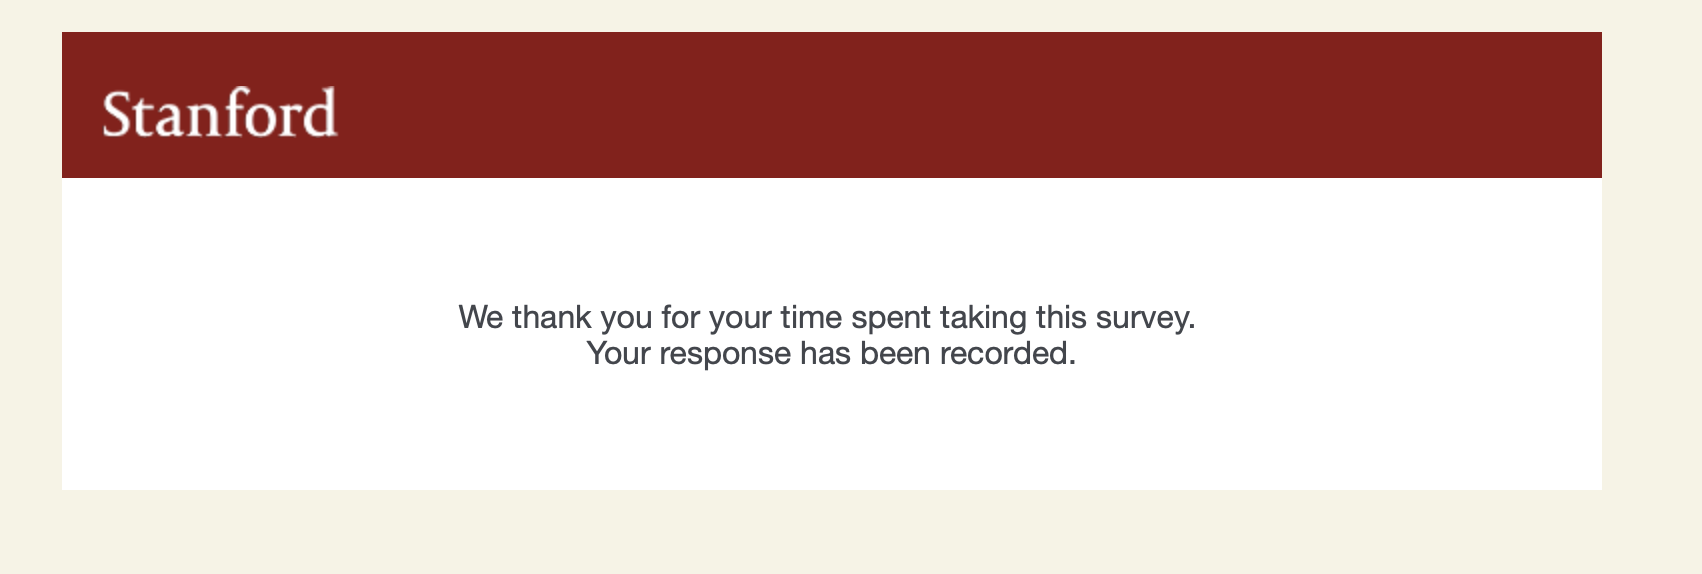 Stanford
We thank you for your time spent taking this survey.
Your response has been recorded.